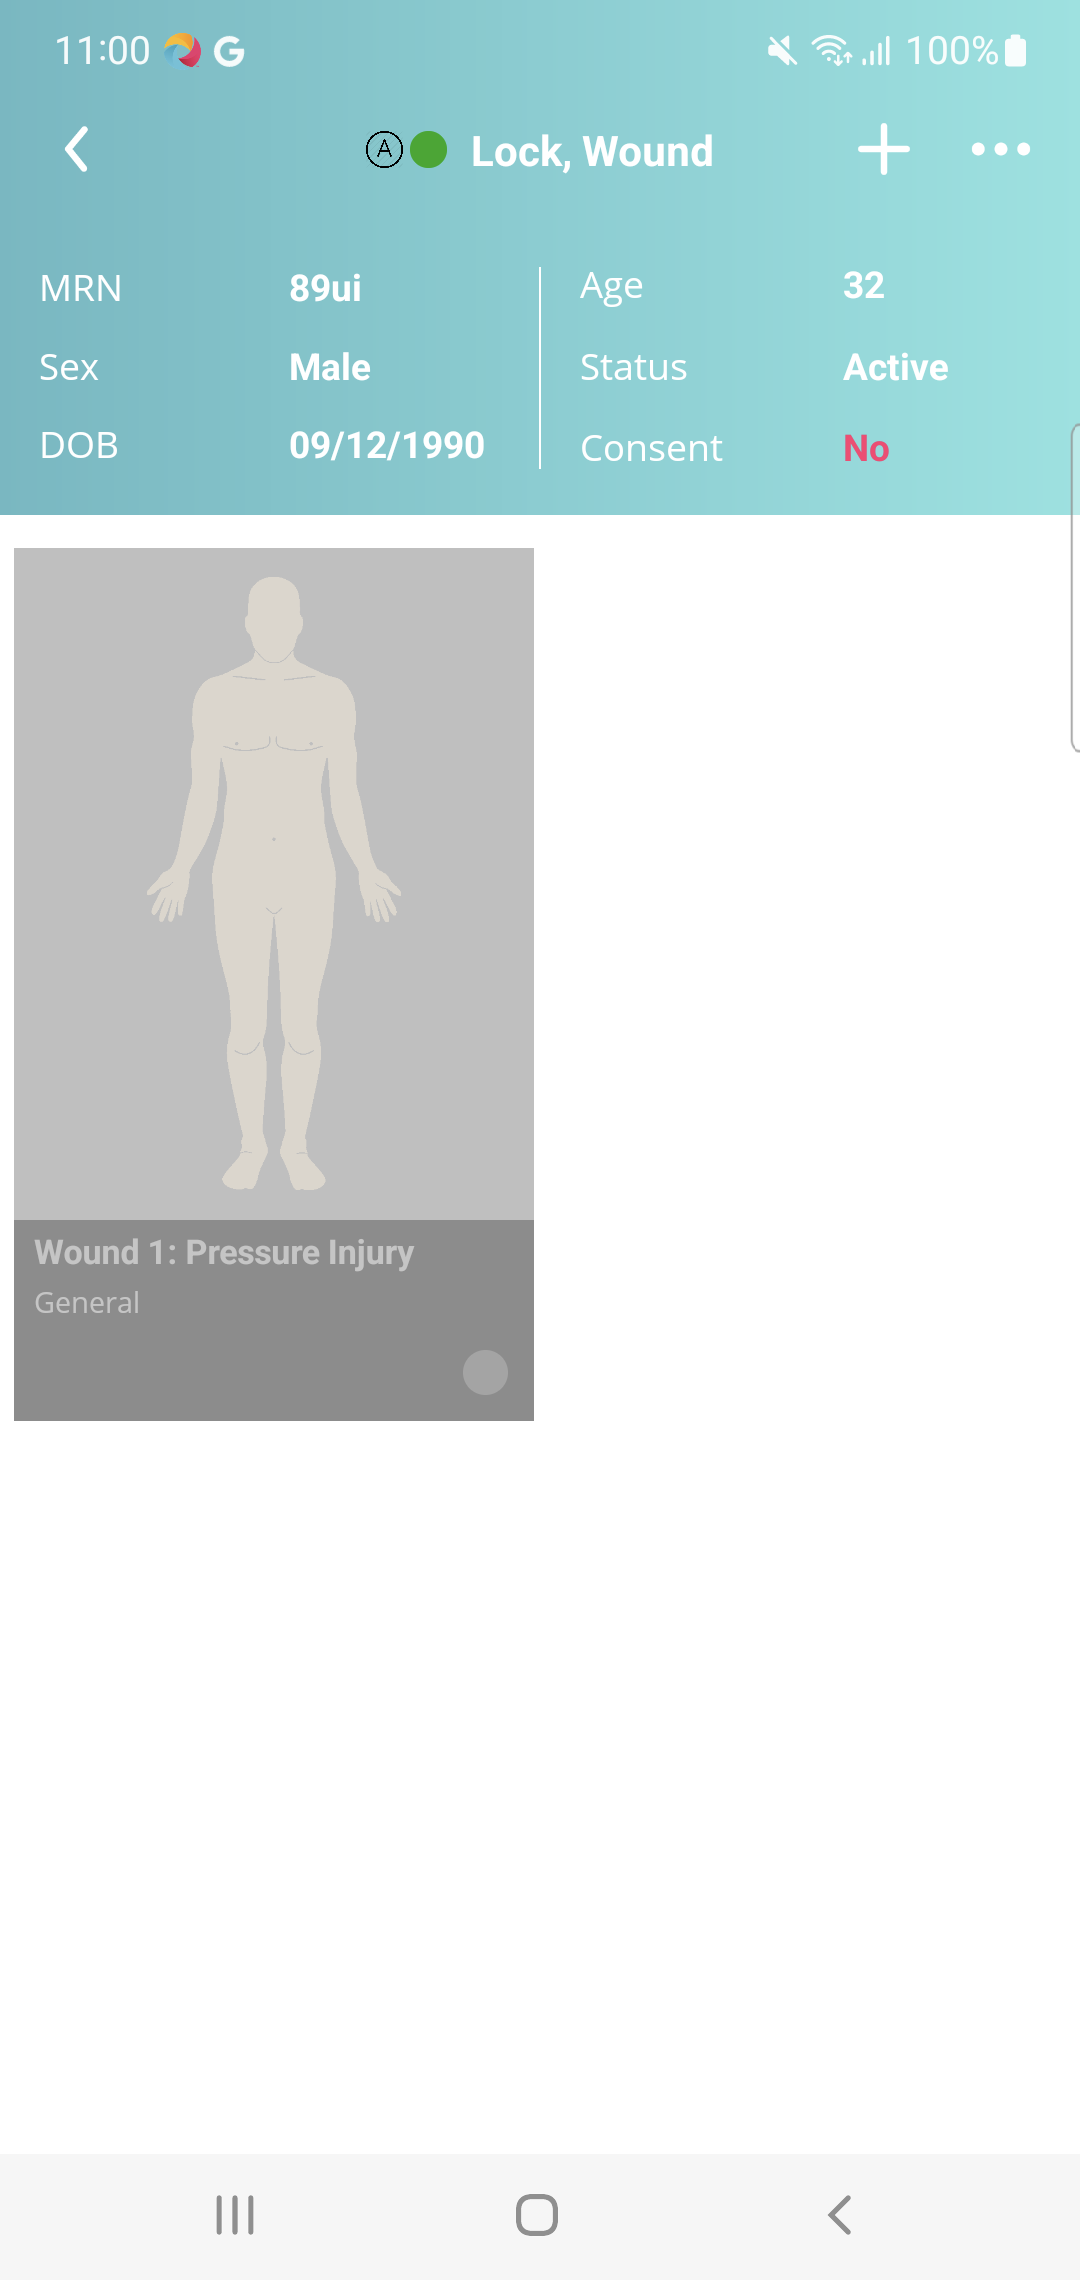 11:00 G 100%
A Lock, Wound
MRN 89ui
Sex Male
DOB 09/12/1990
Age 32
Status Active
Consent No
Wound 1: Pressure Injury
General